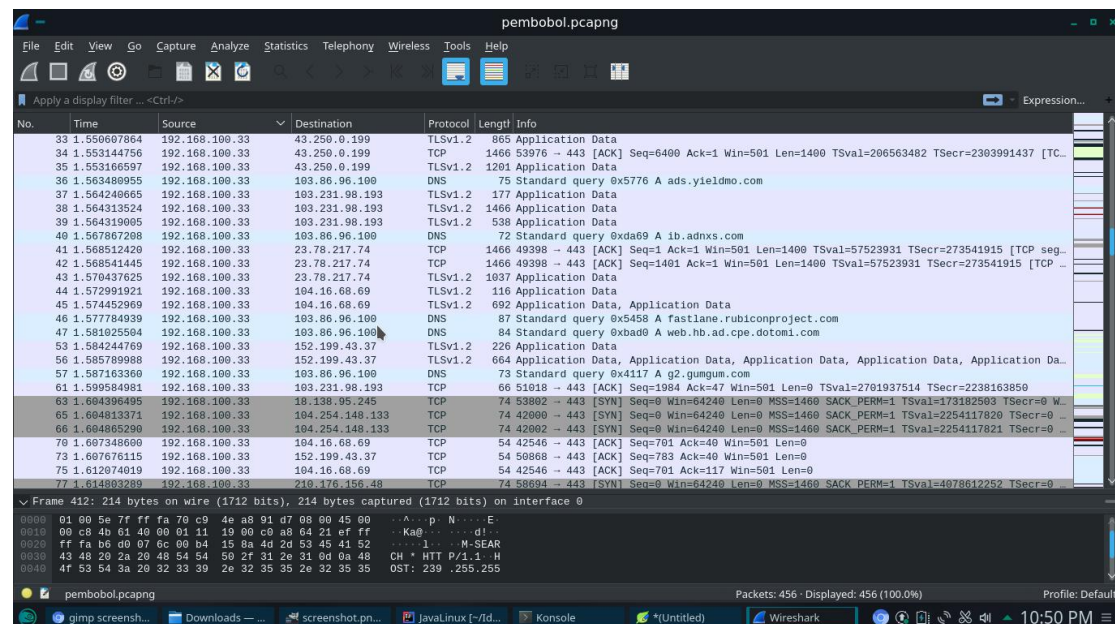 pembobol.pcapng
File Edit View Go Capture Analyze Statistics Telephony Wireless Tools Help
Apply a display filter ... <Ctrl-/> Expression... +
No. Time Source Destination Protocol Length Info
33 1.550607864 192.168.100.33 43.250.0.199 TLSv1.2 865 Application Data
34 1.553144756 192.168.100.33 43.250.0.199 TCP 1466 53976 → 443 [ACK] Seq=6400 Ack=1 Win=501 Len=1400 TSval=206563482 TSecr=2303991437 [TC…
35 1.553166597 192.168.100.33 43.250.0.199 TLSv1.2 1201 Application Data
36 1.563480955 192.168.100.33 103.86.96.100 DNS 75 Standard query 0x5776 A ads.yieldmo.com
37 1.564240665 192.168.100.33 103.231.98.193 TLSv1.2 177 Application Data
38 1.564313524 192.168.100.33 103.231.98.193 TLSv1.2 1466 Application Data
39 1.564319005 192.168.100.33 103.231.98.193 TLSv1.2 538 Application Data
40 1.567867208 192.168.100.33 103.86.96.100 DNS 72 Standard query 0xda69 A ib.adnxs.com
41 1.568512420 192.168.100.33 23.78.217.74 TCP 1466 49398 → 443 [ACK] Seq=1 Ack=1 Win=501 Len=1400 TSval=57523931 TSecr=273541915 [TCP seg…
42 1.568541445 192.168.100.33 23.78.217.74 TCP 1466 49398 → 443 [ACK] Seq=1401 Ack=1 Win=501 Len=1400 TSval=57523931 TSecr=273541915 [TCP …
43 1.570437625 192.168.100.33 23.78.217.74 TLSv1.2 1037 Application Data
44 1.572991921 192.168.100.33 104.16.68.69 TLSv1.2 116 Application Data
45 1.574452969 192.168.100.33 104.16.68.69 TLSv1.2 692 Application Data, Application Data
46 1.577784939 192.168.100.33 103.86.96.100 DNS 87 Standard query 0x5458 A fastlane.rubiconproject.com
47 1.581025504 192.168.100.33 103.86.96.100 DNS 84 Standard query 0xbad0 A web.hb.ad.cpe.dotomi.com
53 1.584244769 192.168.100.33 152.199.43.37 TLSv1.2 226 Application Data
56 1.585789988 192.168.100.33 152.199.43.37 TLSv1.2 664 Application Data, Application Data, Application Data, Application Data, Application Da…
57 1.587163360 192.168.100.33 103.86.96.100 DNS 73 Standard query 0x4117 A g2.gumgum.com
61 1.599584981 192.168.100.33 103.231.98.193 TCP 66 51018 → 443 [ACK] Seq=1984 Ack=47 Win=501 Len=0 TSval=2701937514 TSecr=2238163850
63 1.604396495 192.168.100.33 18.138.95.245 TCP 74 53802 → 443 [SYN] Seq=0 Win=64240 Len=0 MSS=1460 SACK_PERM=1 TSval=173182503 TSecr=0 W…
65 1.604813371 192.168.100.33 104.254.148.133 TCP 74 42000 → 443 [SYN] Seq=0 Win=64240 Len=0 MSS=1460 SACK_PERM=1 TSval=2254117820 TSecr=0 …
66 1.604865290 192.168.100.33 104.254.148.133 TCP 74 42002 → 443 [SYN] Seq=0 Win=64240 Len=0 MSS=1460 SACK_PERM=1 TSval=2254117821 TSecr=0 …
70 1.607348600 192.168.100.33 104.16.68.69 TCP 54 42546 → 443 [ACK] Seq=701 Ack=40 Win=501 Len=0
73 1.607676115 192.168.100.33 152.199.43.37 TCP 54 50868 → 443 [ACK] Seq=783 Ack=40 Win=501 Len=0
75 1.612074019 192.168.100.33 104.16.68.69 TCP 54 42546 → 443 [ACK] Seq=701 Ack=117 Win=501 Len=0
77 1.614803289 192.168.100.33 210.176.156.48 TCP 74 58694 → 443 [SYN] Seq=0 Win=64240 Len=0 MSS=1460 SACK_PERM=1 TSval=4078612252 TSecr=0 …
Frame 412: 214 bytes on wire (1712 bits), 214 bytes captured (1712 bits) on interface 0
0000 01 00 5e 7f ff fa 70 c9 4e a8 91 d7 08 00 45 00 ··^···p· N·····E·
0010 00 c8 4b 61 40 00 01 11 19 00 c0 a8 64 21 ef ff ··Ka@··· ····d!··
0020 ff fa b6 d0 07 6c 00 b4 15 8a 4d 2d 53 45 41 52 ·····l·· ··M-SEAR
0030 43 48 20 2a 20 48 54 54 50 2f 31 2e 31 0d 0a 48 CH * HTT P/1.1··H
0040 4f 53 54 3a 20 32 33 39 2e 32 35 35 2e 32 35 35 OST: 239 .255.255
pembobol.pcapng Packets: 456 · Displayed: 456 (100.0%) Profile: Default
gimp screensh... Downloads — ... screenshot.pn... JavaLinux [~/Id... Konsole *(Untitled) Wireshark 10:50 PM